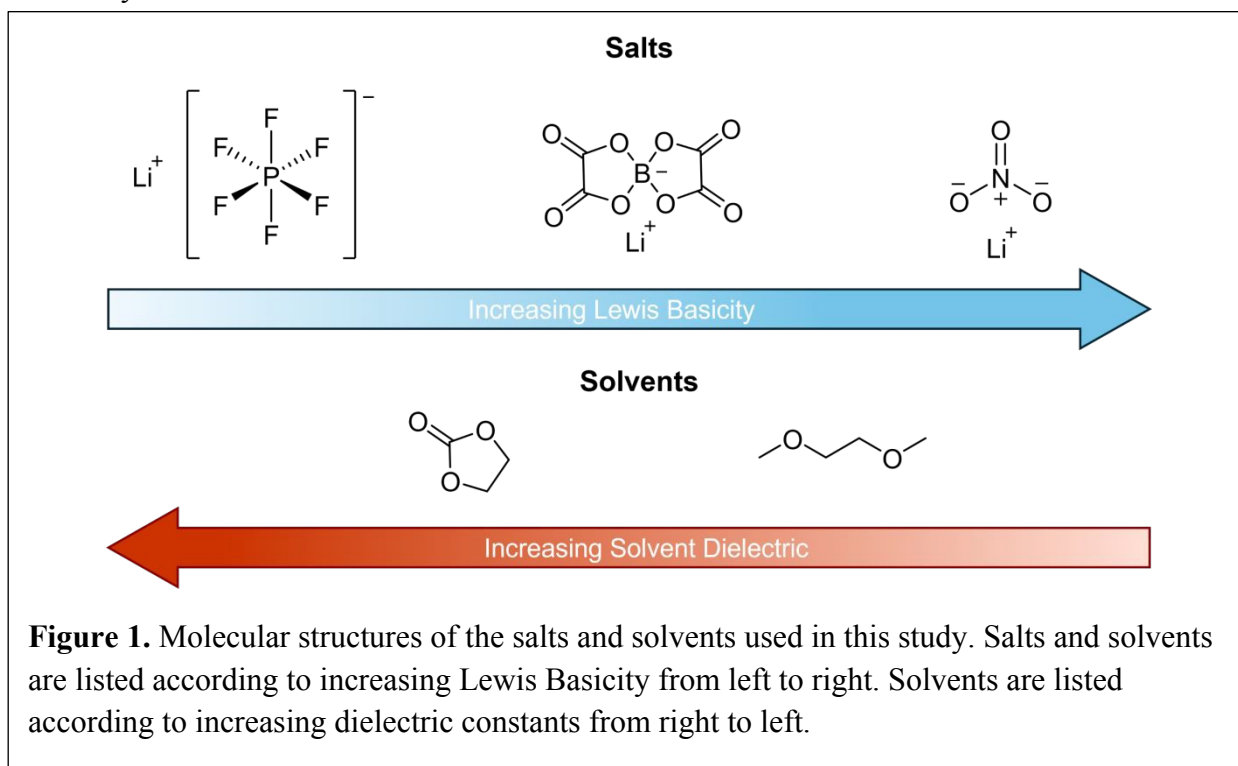 Salts
Li+ [ F F F P F F F ]−
O O O O B− O O O O Li+
O N+ −O O− Li+
Increasing Lewis Basicity
Solvents
O O O
O O
Increasing Solvent Dielectric
Figure 1. Molecular structures of the salts and solvents used in this study. Salts and solvents
are listed according to increasing Lewis Basicity from left to right. Solvents are listed
according to increasing dielectric constants from right to left.